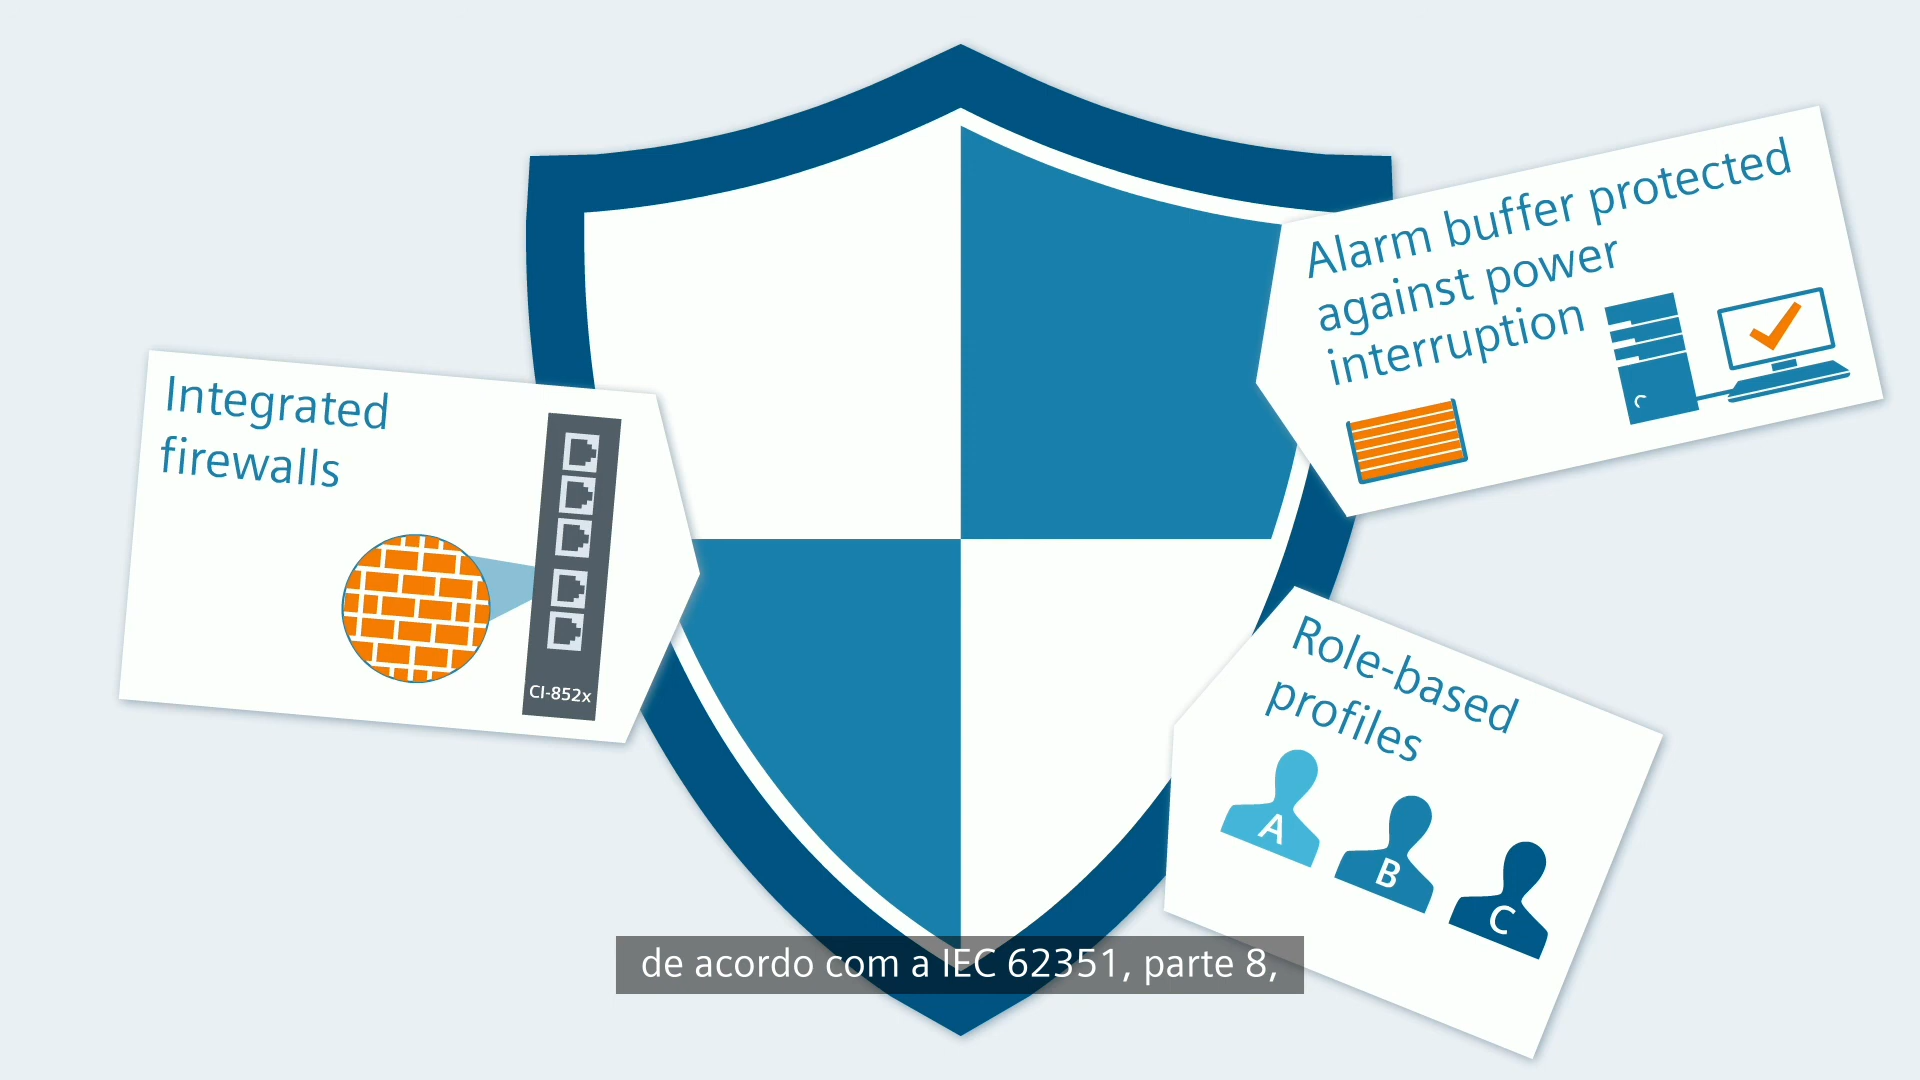 Integrated
firewalls
CI-852x
Alarm buffer protected
against power
interruption
Role-based
profiles
A
B
C
de acordo com a IEC 62351, parte 8,